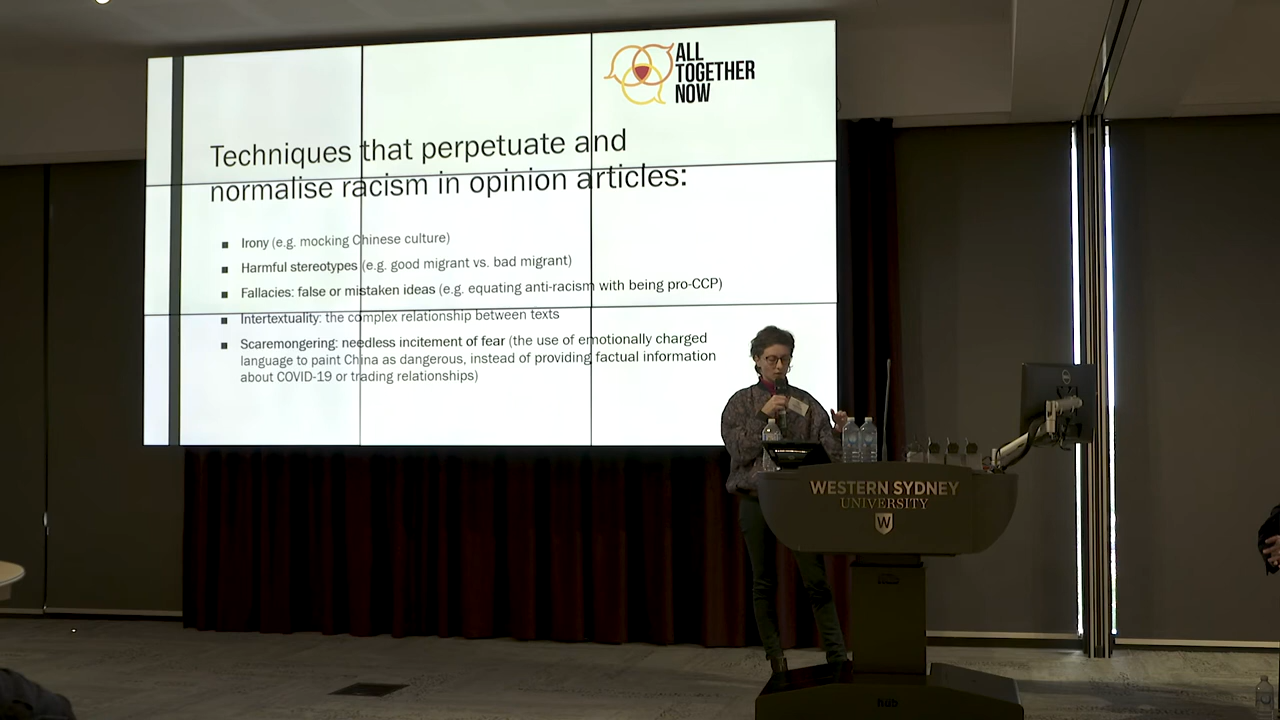 ALL
TOGETHER
NOW
Techniques that perpetuate and
normalise racism in opinion articles:
Irony (e.g. mocking Chinese culture)
Harmful stereotypes (e.g. good migrant vs. bad migrant)
Fallacies: false or mistaken ideas (e.g. equating anti-racism with being pro-CCP)
Intertextuality: the complex relationship between texts
Scaremongering: needless incitement of fear (the use of emotionally charged
language to paint China as dangerous, instead of providing factual information
about COVID-19 or trading relationships)
WESTERN SYDNEY
UNIVERSITY
W
hub